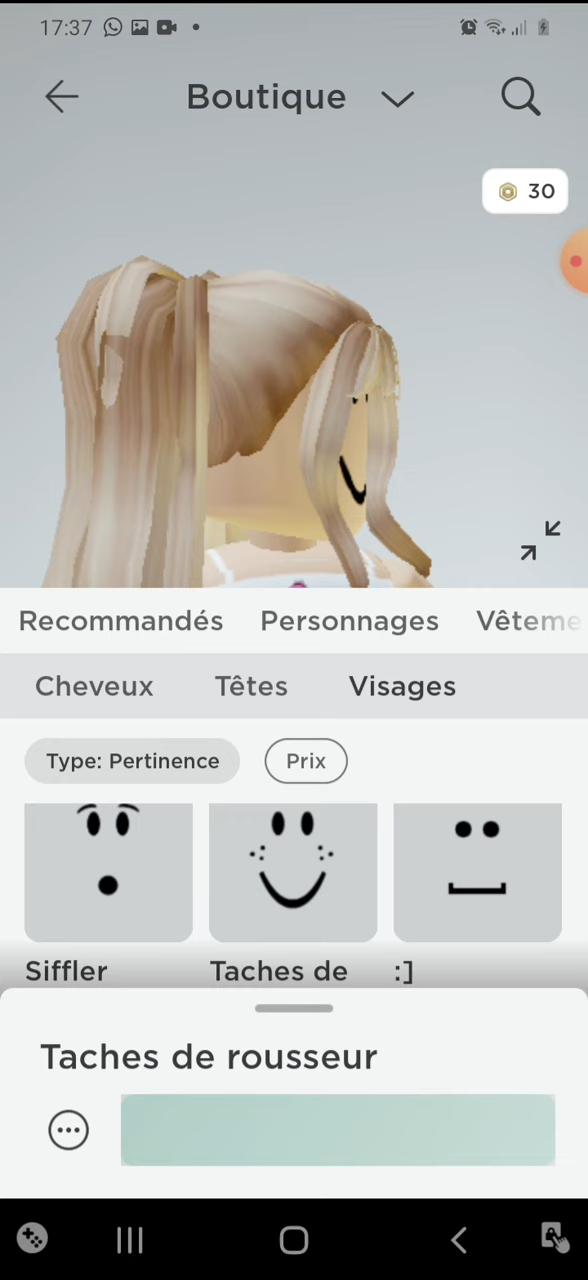 17:37
Boutique
30
Recommandés Personnages Vêteme
Cheveux Têtes Visages
Type: Pertinence Prix
Siffler Taches de :]
Taches de rousseur